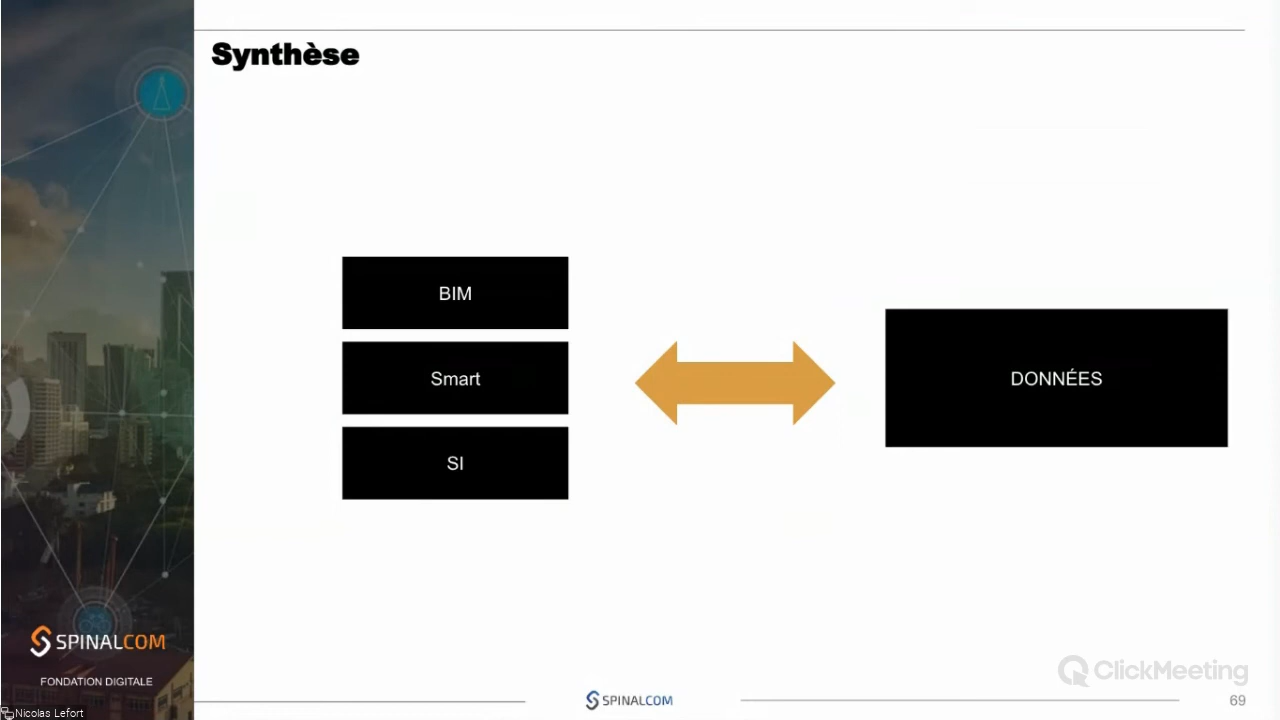 Synthèse
BIM
Smart
SI
DONNÉES
SPINALCOM
FONDATION DIGITALE
SPINALCOM
ClickMeeting
69
Nicolas Lefort